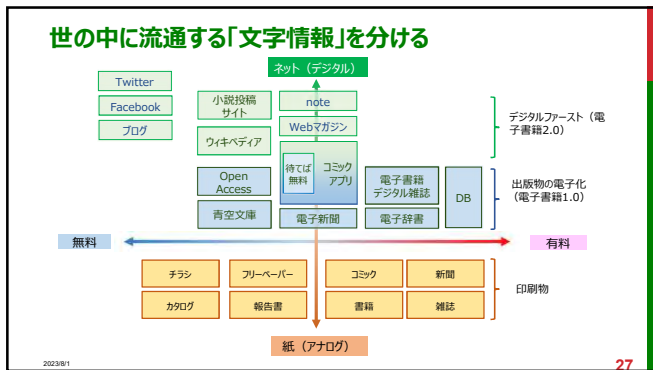 世の中に流通する「文字情報」を分ける
ネット（デジタル）
Twitter
Facebook
ブログ
小説投稿
サイト
ウィキペディア
note
Webマガジン
待てば
無料
コミック
アプリ
Open
Access
青空文庫
電子新聞
電子書籍
デジタル雑誌
電子辞書
DB
デジタルファースト（電
子書籍2.0）
出版物の電子化
（電子書籍1.0）
無料
有料
チラシ
フリーペーパー
コミック
新聞
カタログ
報告書
書籍
雑誌
印刷物
紙（アナログ）
2023/8/1
27